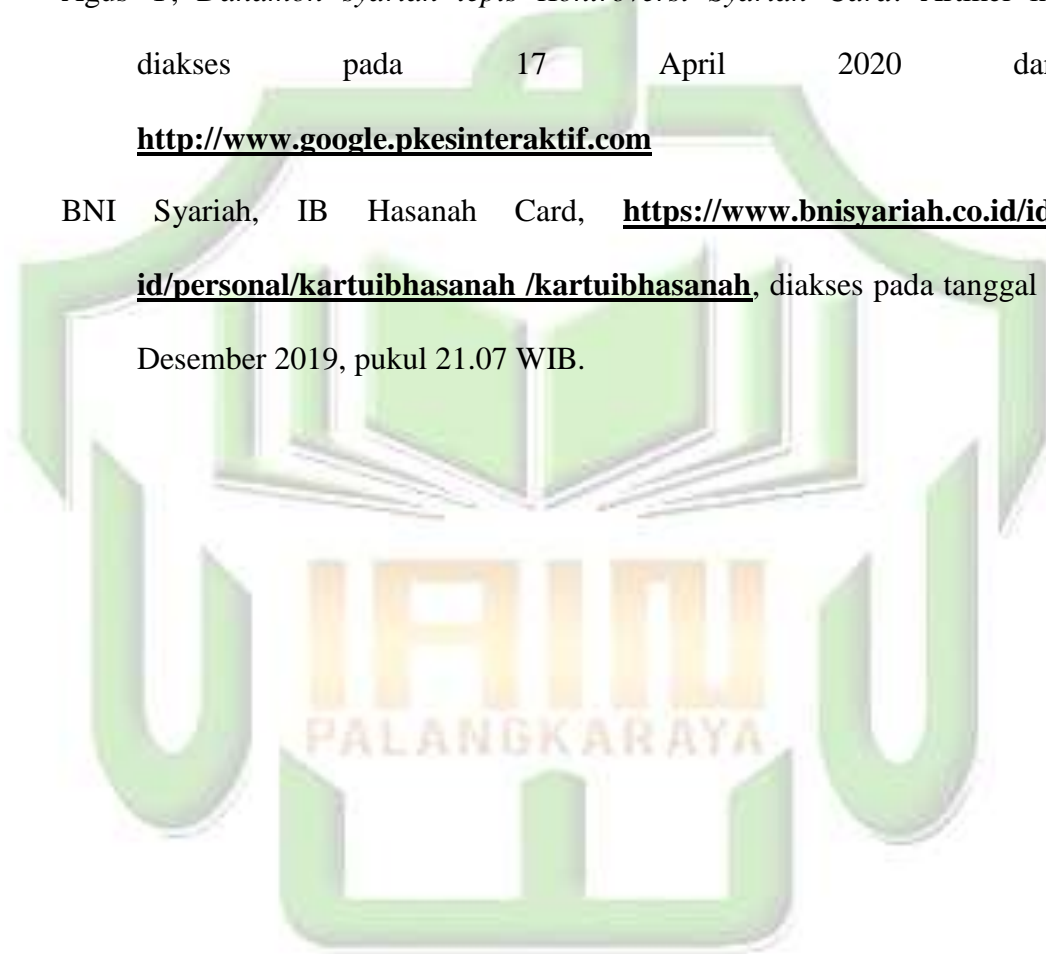 diakses pada 17 April 2020
http://www.google.pkesinteraktif.com
BNI Syariah, IB Hasanah Card, https://www.bnisyariah.co.id/id
id/personal/kartuibhasanah /kartuibhasanah, diakses pada tanggal
Desember 2019, pukul 21.07 WIB.
IAIN
PALANGKARAYA